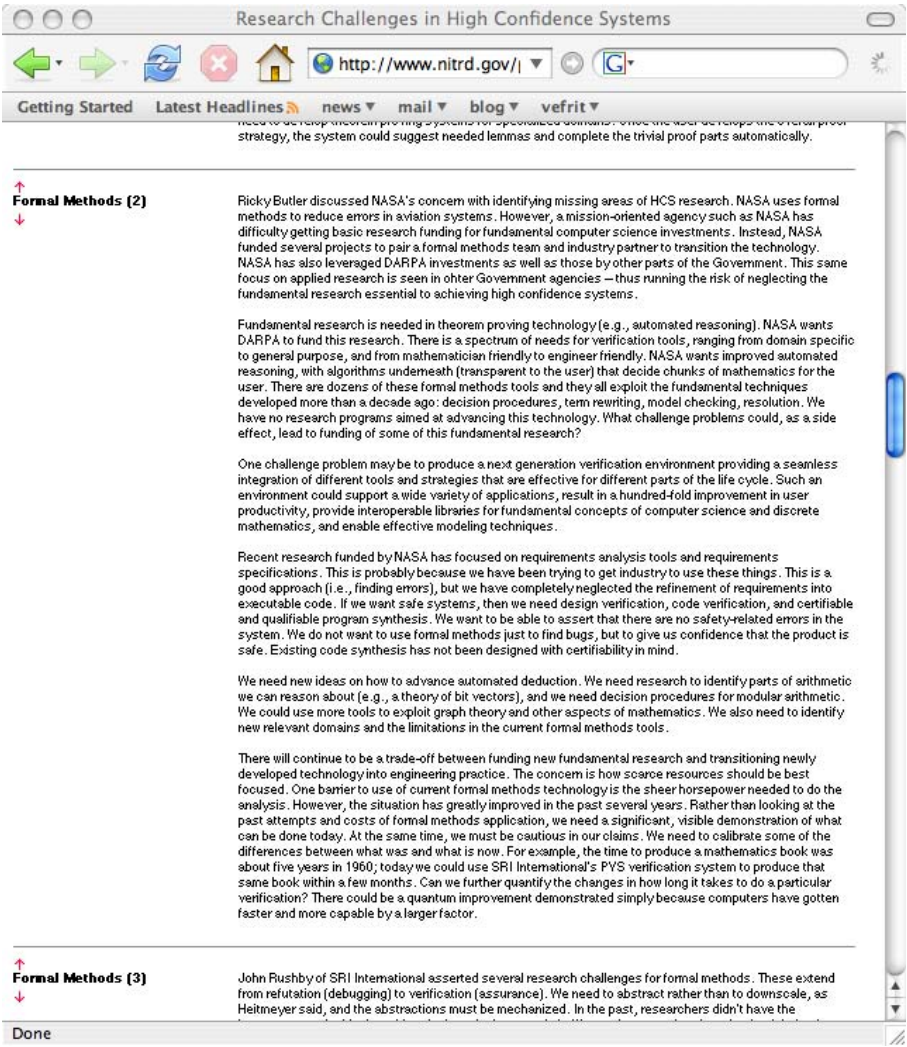 Research Challenges in High Confidence Systems
http://www.nitrd.gov/
G
Getting Started Latest Headlines news mail blog vefrit
strategy, the system could suggest needed lemmas and complete the trivial proof parts automatically.
Formal Methods (2)
Ricky Butler discussed NASA's concern with identifying missing areas of HCS research. NASA uses formal
methods to reduce errors in aviation systems. However, a mission-oriented agency such as NASA has
difficulty getting basic research funding for fundamental computer science investments. Instead, NASA
funded several projects to pair a formal methods team and industry partner to transition the technology.
NASA has also leveraged DARPA investments as well as those by other parts of the Government. This same
focus on applied research is seen in ohter Government agencies — thus running the risk of neglecting the
fundamental research essential to achieving high confidence systems.
Fundamental research is needed in theorem proving technology (e.g., automated reasoning). NASA wants
DARPA to fund this research. There is a spectrum of needs for verification tools, ranging from domain specific
to general purpose, and from mathematician friendly to engineer friendly. NASA wants improved automated
reasoning, with algorithms underneath (transparent to the user) that decide chunks of mathematics for the
user. There are dozens of these formal methods tools and they all exploit the fundamental techniques
developed more than a decade ago: decision procedures, term rewriting, model checking, resolution. We
have no research programs aimed at advancing this technology. What challenge problems could, as a side
effect, lead to funding of some of this fundamental research?
One challenge problem may be to produce a next generation verification environment providing a seamless
integration of different tools and strategies that are effective for different parts of the life cycle. Such an
environment could support a wide variety of applications, result in a hundred-fold improvement in user
productivity, provide interoperable libraries for fundamental concepts of computer science and discrete
mathematics, and enable effective modeling techniques.
Recent research funded by NASA has focused on requirements analysis tools and requirements
specifications. This is probably because we have been trying to get industry to use these things. This is a
good approach (i.e., finding errors), but we have completely neglected the refinement of requirements into
executable code. If we want safe systems, then we need design verification, code verification, and certifiable
and qualifiable program synthesis. We want to be able to assert that there are no safety-related errors in the
system. We do not want to use formal methods just to find bugs, but to give us confidence that the product is
safe. Existing code synthesis has not been designed with certifiability in mind.
We need new ideas on how to advance automated deduction. We need research to identify parts of arithmetic
we can reason about (e.g., a theory of bit vectors), and we need decision procedures for modular arithmetic.
We could use more tools to exploit graph theory and other aspects of mathematics. We also need to identify
new relevant domains and the limitations in the current formal methods tools.
There will continue to be a trade-off between funding new fundamental research and transitioning newly
developed technology into engineering practice. The concern is how scarce resources should be best
focused. One barrier to use of current formal methods technology is the sheer horsepower needed to do the
analysis. However, the situation has greatly improved in the past several years. Rather than looking at the
past attempts and costs of formal methods application, we need a significant, visible demonstration of what
can be done today. At the same time, we must be cautious in our claims. We need to calibrate some of the
differences between what was and what is now. For example, the time to produce a mathematics book was
about five years in 1960; today we could use SRI International's PVS verification system to produce that
same book within a few months. Can we further quantify the changes in how long it takes to do a particular
verification? There could be a quantum improvement demonstrated simply because computers have gotten
faster and more capable by a larger factor.
Formal Methods (3)
John Rushby of SRI International asserted several research challenges for formal methods. These extend
from refutation (debugging) to verification (assurance). We need to abstract rather than to downscale, as
Heitmeyer said, and the abstractions must be mechanized. In the past, researchers didn't have the
Done